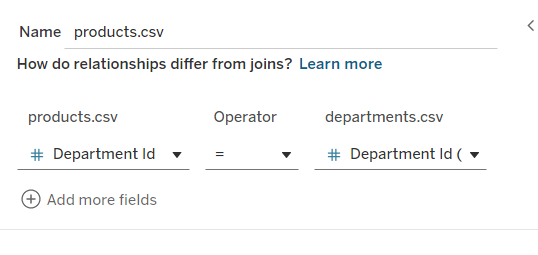 Name products.csv
How do relationships differ from joins? Learn more
products.csv Operator departments.csv
# Department Id = # Department Id (
Add more fields